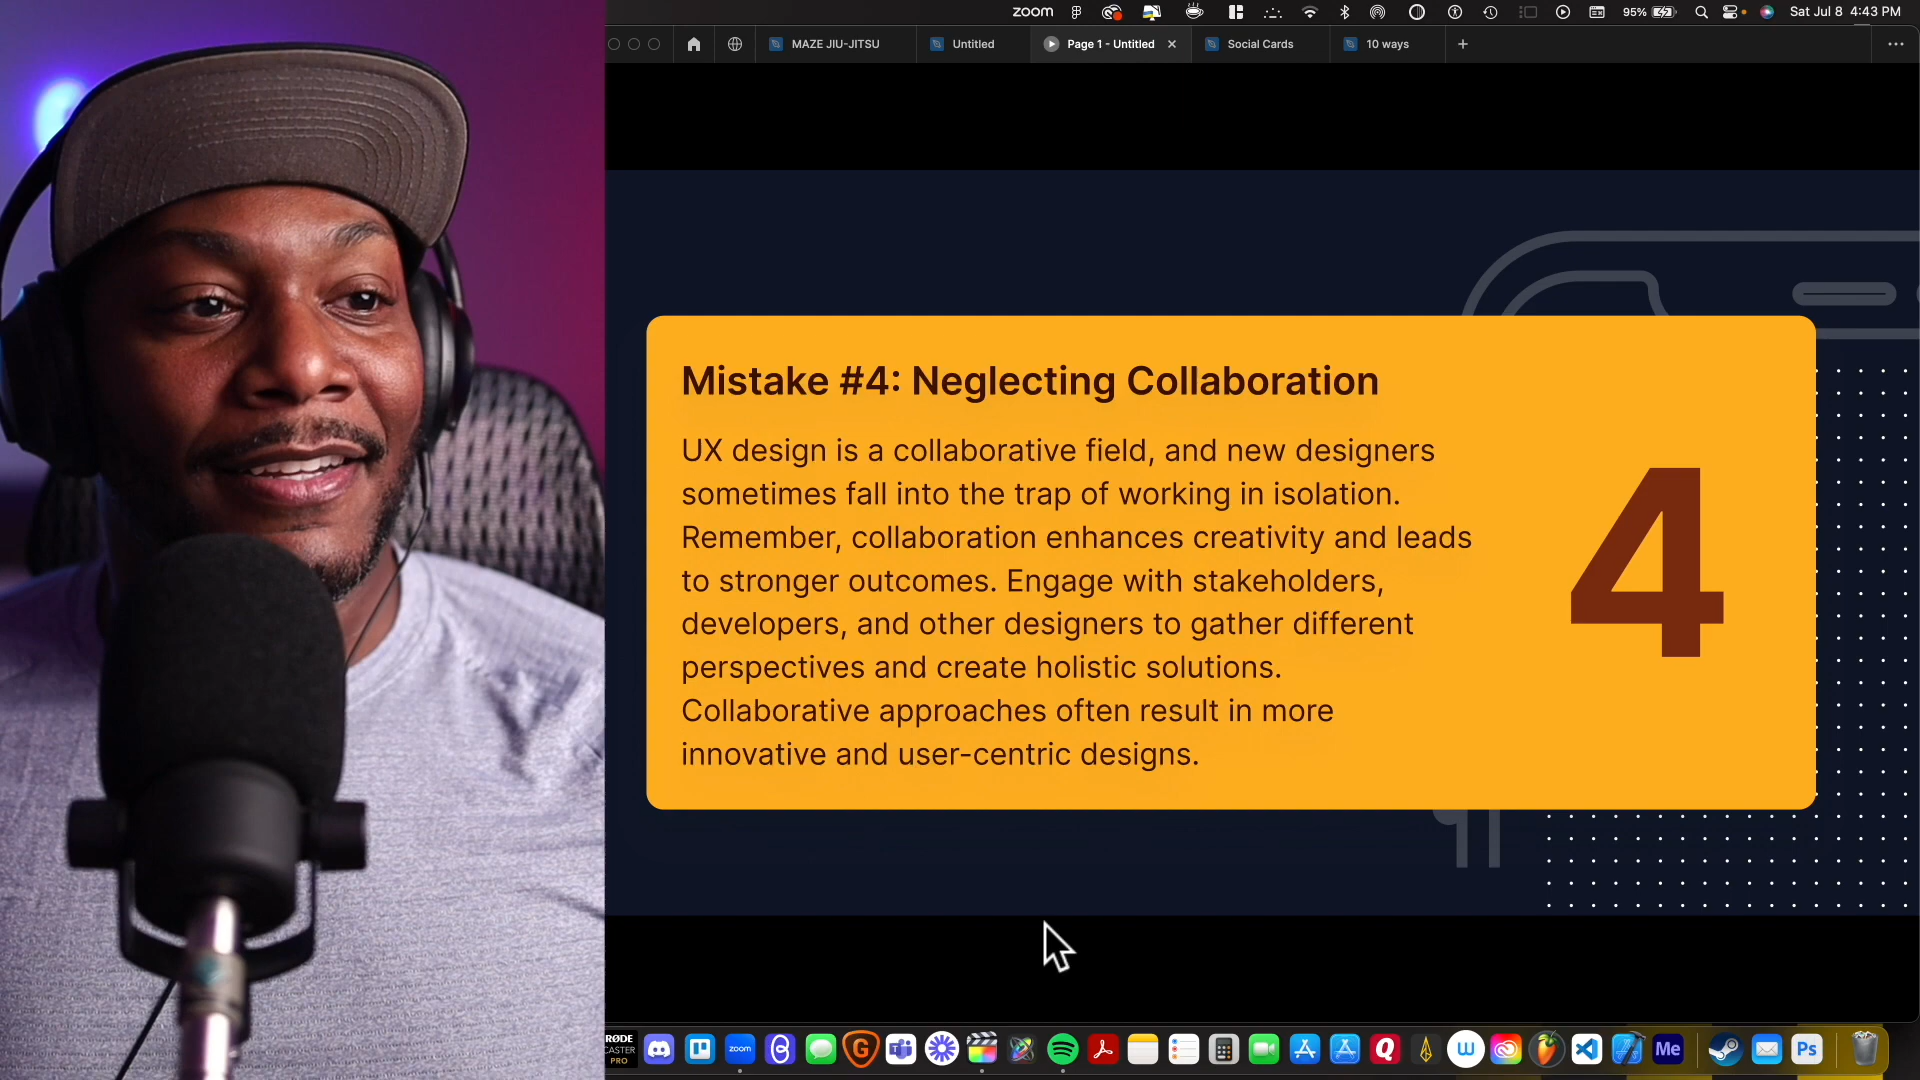 zoom 95% Sat Jul 8 4:43 PM
MAZE JIU-JITSU Untitled Page 1 - Untitled Social Cards 10 ways
Mistake #4: Neglecting Collaboration
UX design is a collaborative field, and new designers
sometimes fall into the trap of working in isolation.
Remember, collaboration enhances creativity and leads
to stronger outcomes. Engage with stakeholders,
developers, and other designers to gather different
perspectives and create holistic solutions.
Collaborative approaches often result in more
innovative and user-centric designs.
4
RØDE
CASTER
PRO
zoom
Me
Ps